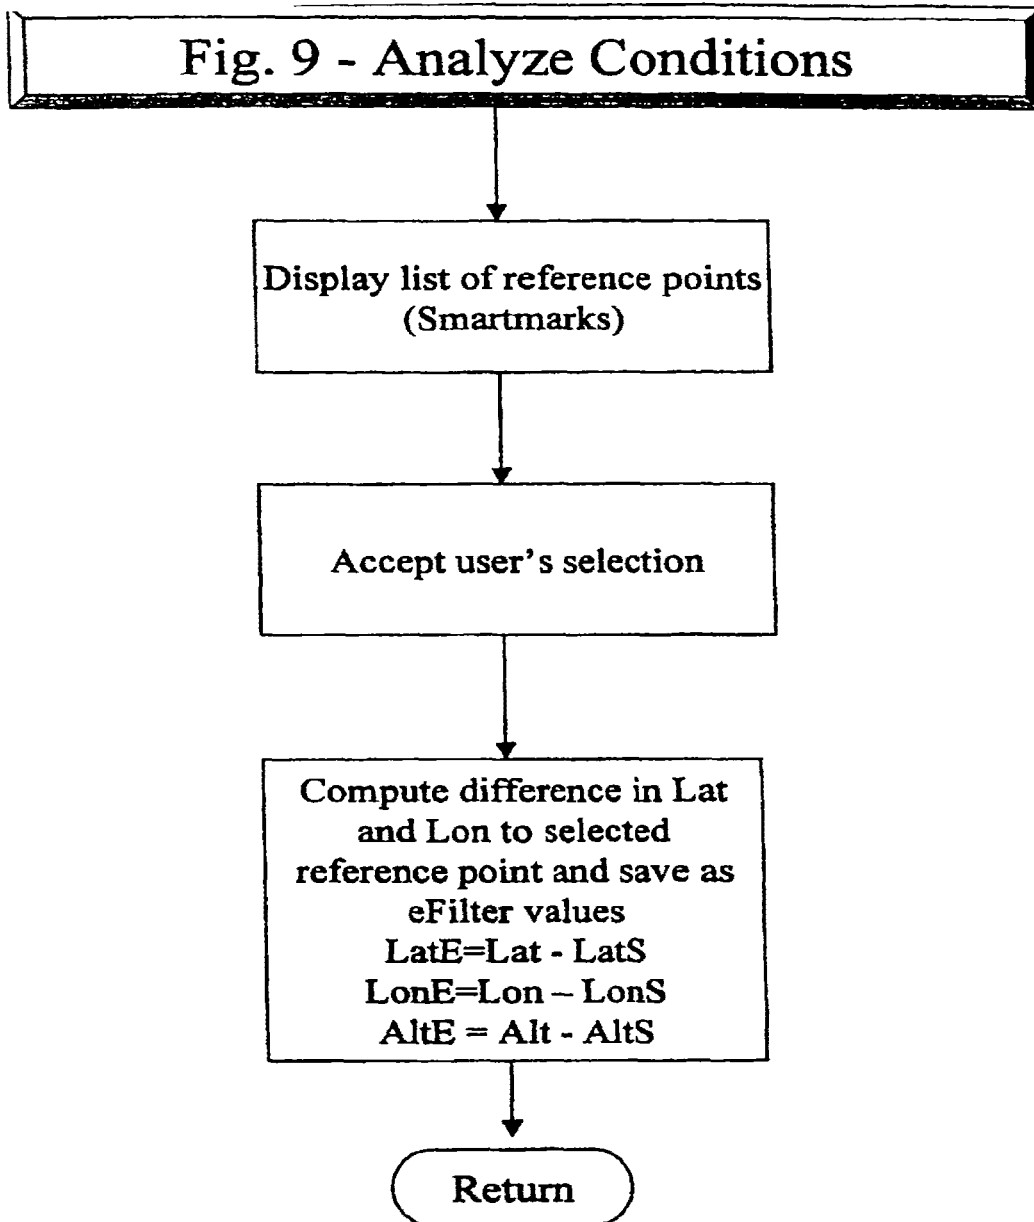 Fig. 9 - Analyze Conditions
Display list of reference points
(Smartmarks)
Accept user's selection
Compute difference in Lat
and Lon to selected
reference point and save as
eFilter values
LatE=Lat - LatS
LonE=Lon – LonS
AltE = Alt - AltS
Return